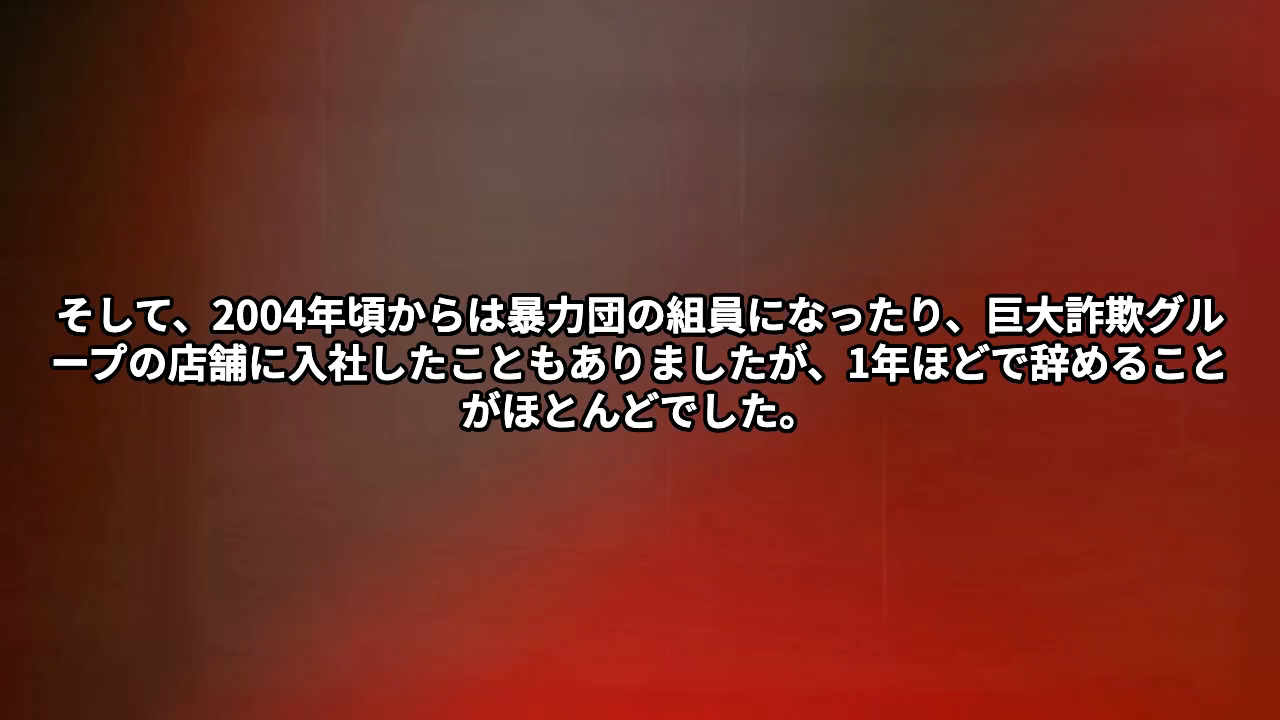 そして、2004年頃からは暴力団の組員になったり、巨大詐欺グル
ープの店舗に入社したこともありましたが、1年ほどで辞めること
がほとんどでした。